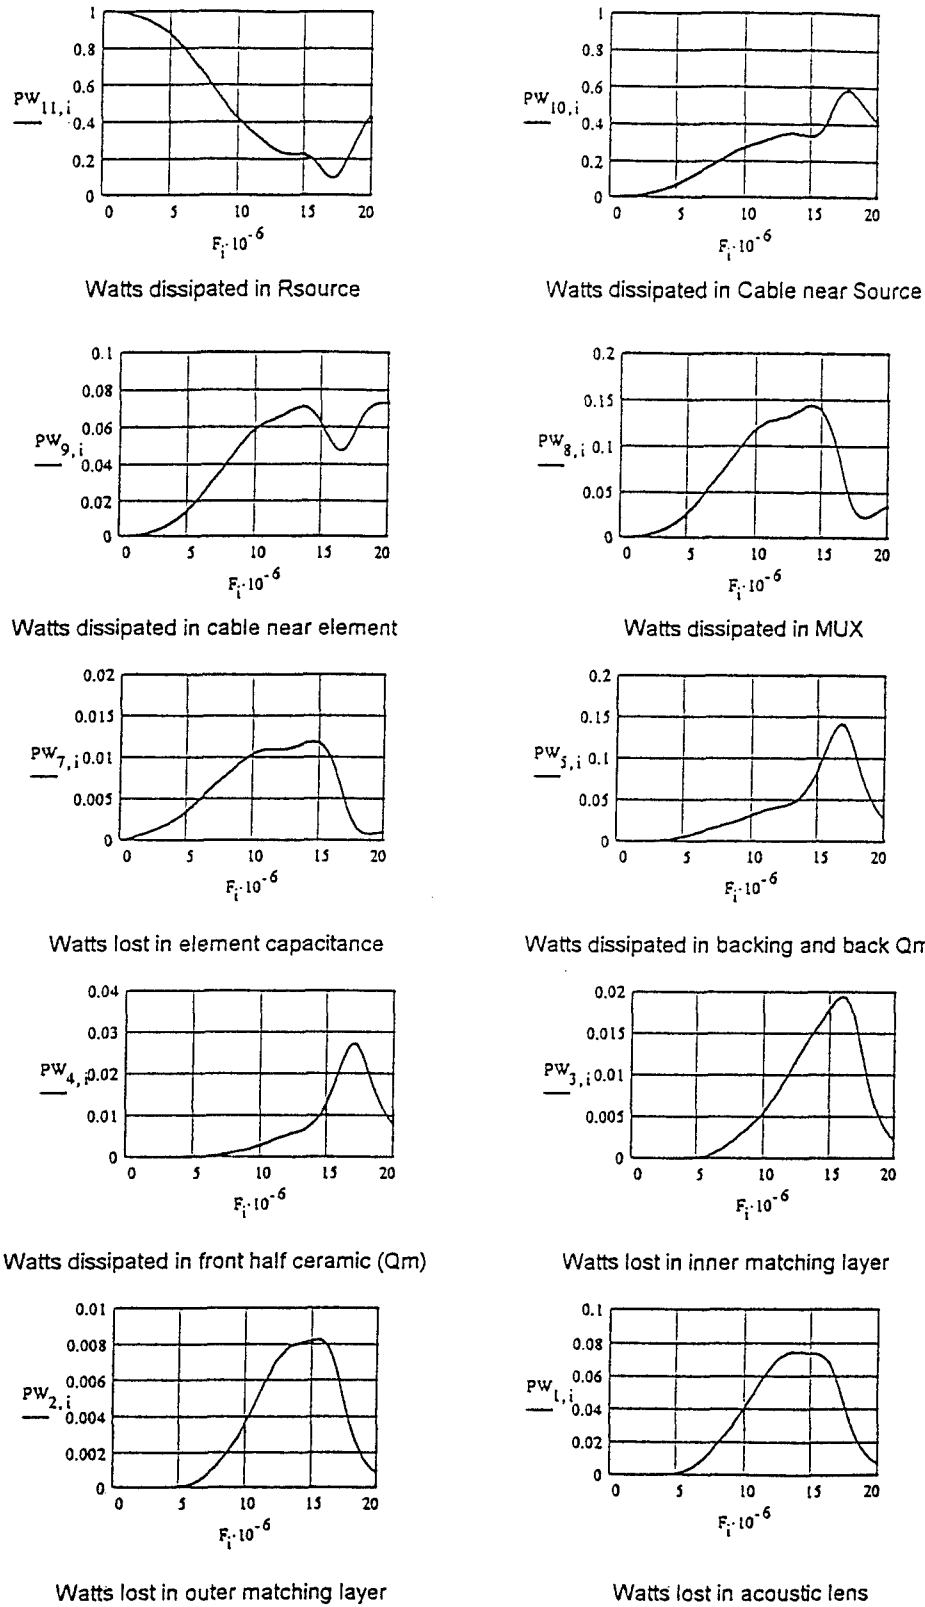 1
0.8
0.6
PW11,i
0.4
0.2
0
0 5 10 15 20
Fi·10-6
Watts dissipated in Rsource
1
0.8
0.6
PW10,i
0.4
0.2
0
0 5 10 15 20
Fi·10-6
Watts dissipated in Cable near Source
0.1
0.08
0.06
PW9,i
0.04
0.02
0
0 5 10 15 20
Fi·10-6
Watts dissipated in cable near element
0.2
0.15
PW8,i
0.1
0.05
0
0 5 10 15 20
Fi·10-6
Watts dissipated in MUX
0.02
0.015
PW7,i 0.01
0.005
0
0 5 10 15 20
Fi·10-6
Watts lost in element capacitance
0.2
0.15
PW5,i 0.1
0.05
0
0 5 10 15 20
Fi·10-6
Watts dissipated in backing and back Qm
0.04
0.03
PW4,i 0.02
0.01
0
0 5 10 15 20
Fi·10-6
Watts dissipated in front half ceramic (Qm)
0.02
0.015
PW3,i 0.01
0.005
0
0 5 10 15 20
Fi·10-6
Watts lost in inner matching layer
0.01
0.008
0.006
PW2,i
0.004
0.002
0
0 5 10 15 20
Fi·10-6
Watts lost in outer matching layer
0.1
0.08
0.06
PW1,i
0.04
0.02
0
0 5 10 15 20
Fi·10-6
Watts lost in acoustic lens